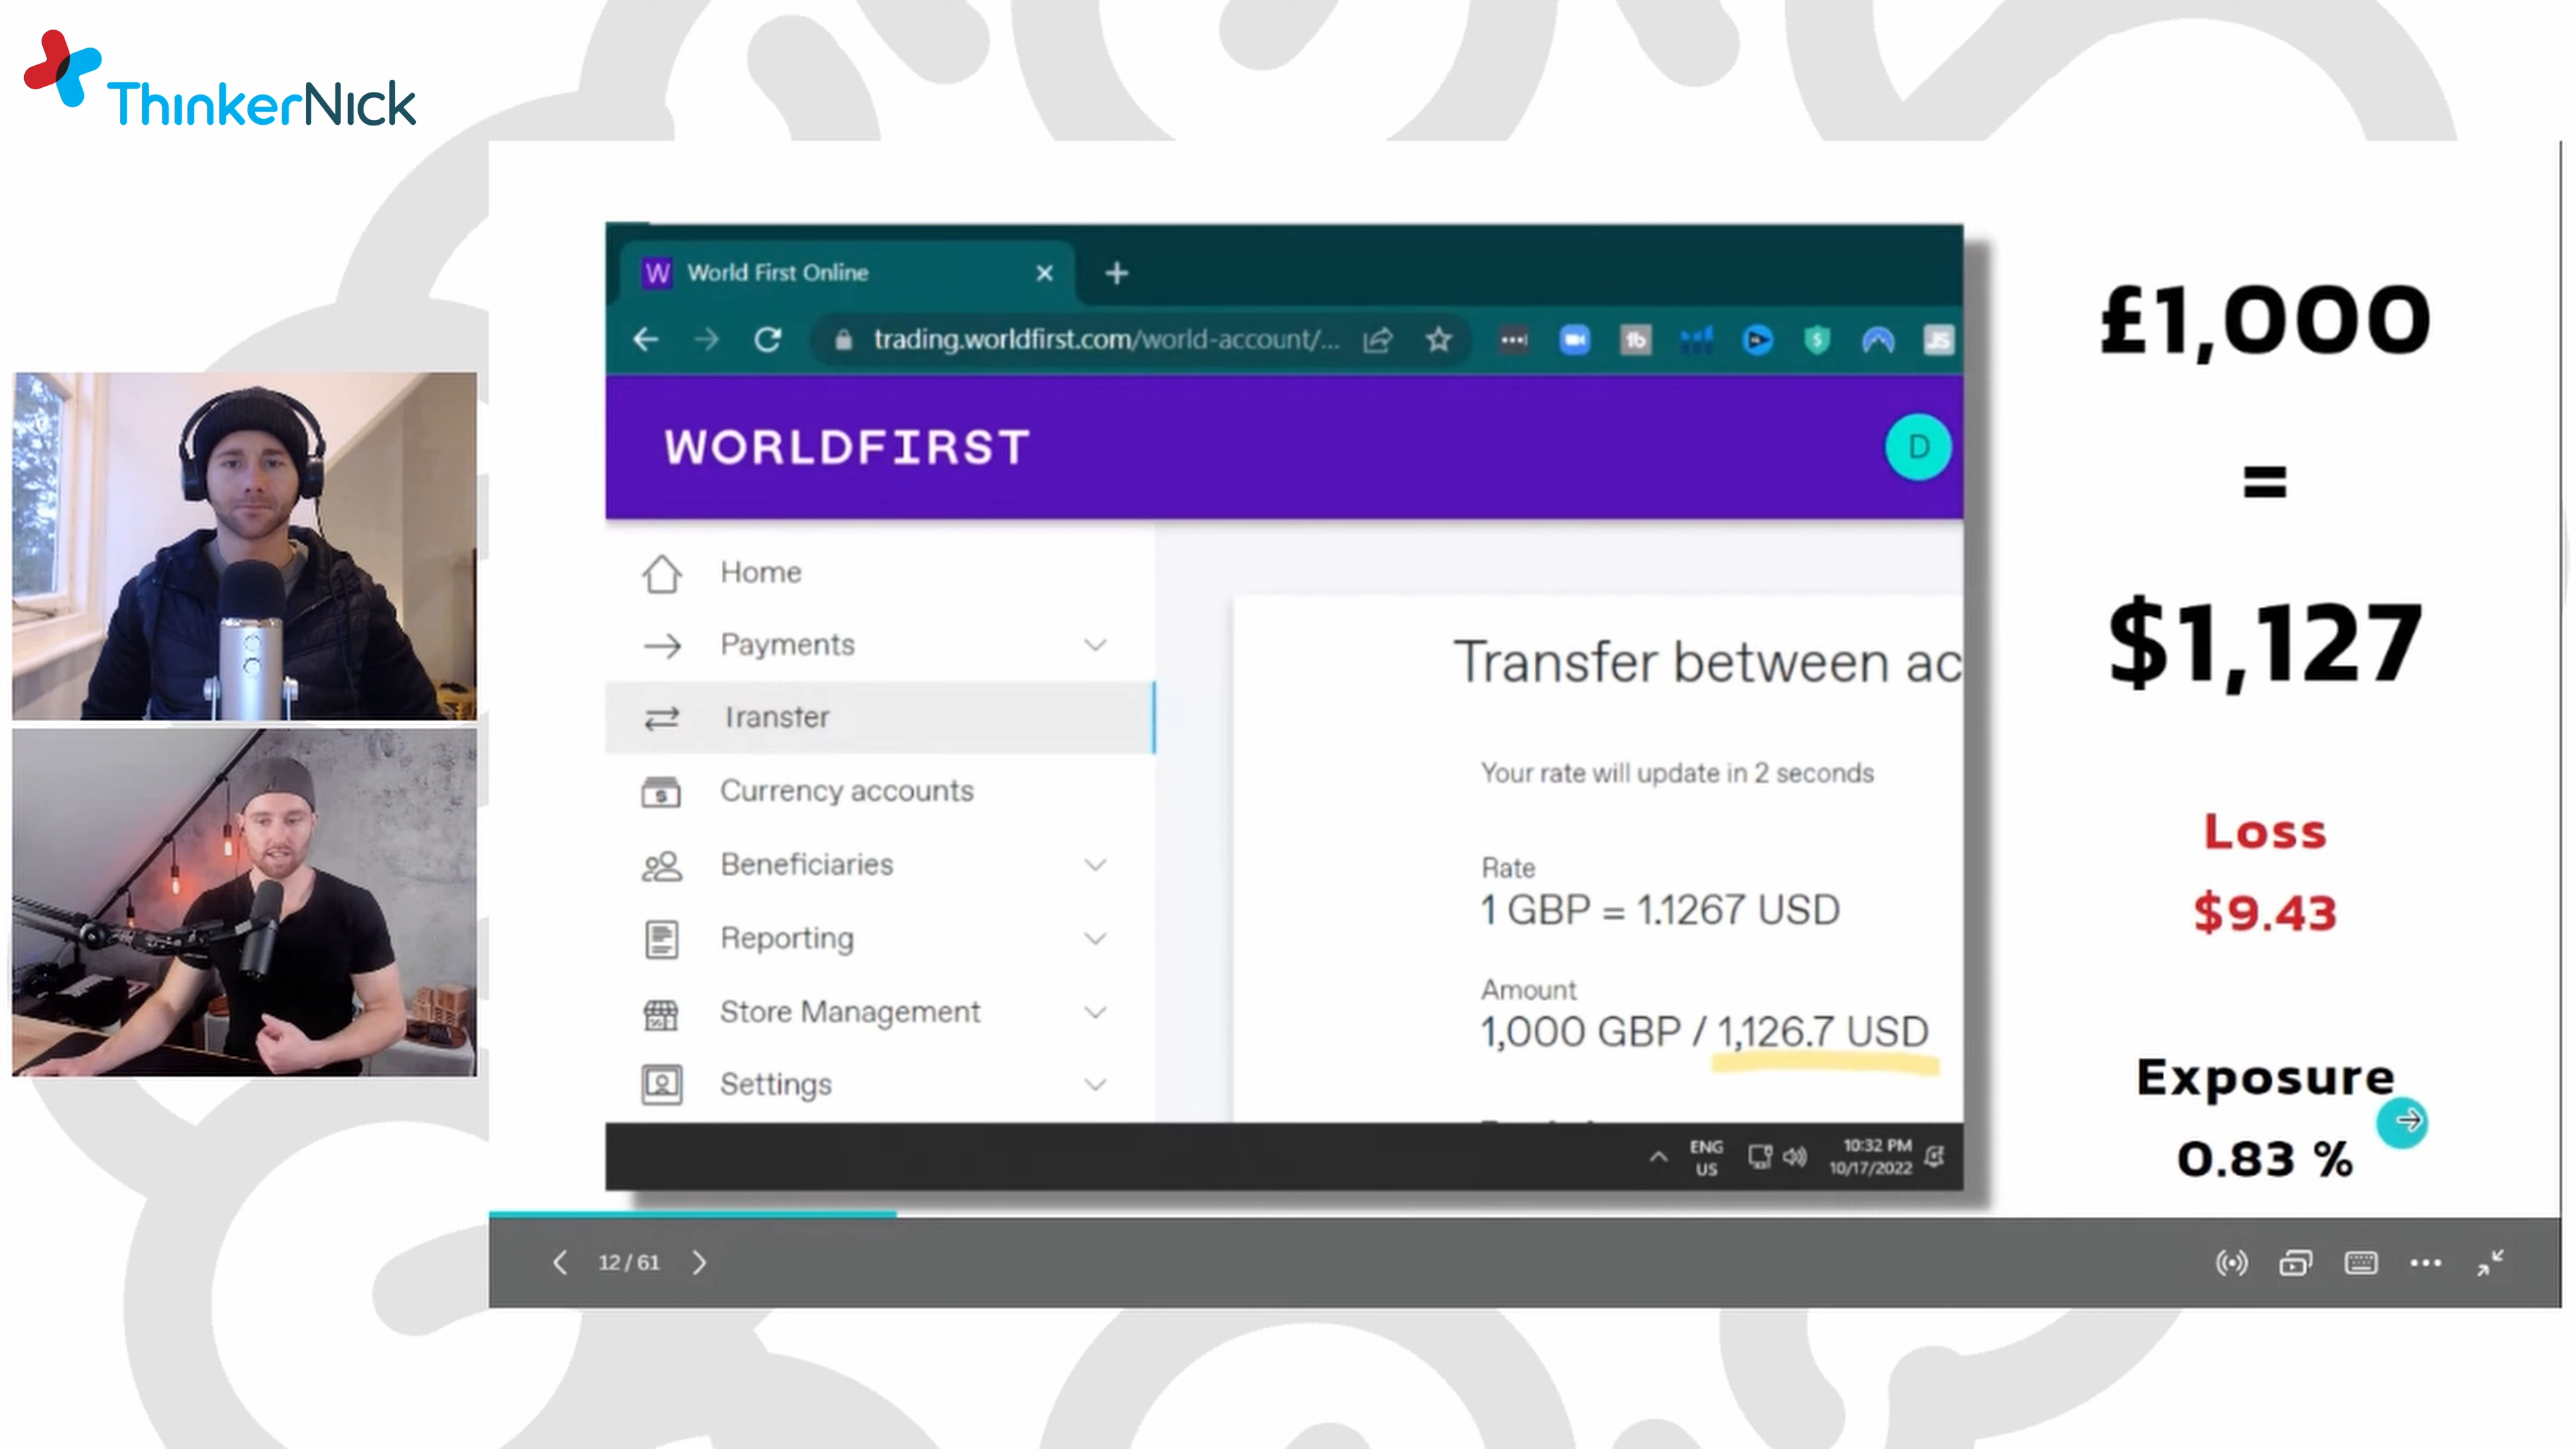 ThinkerNick
World First Online
trading.worldfirst.com/world-account/...
WORLDFIRST
D
Home
Payments
Transfer
Currency accounts
Beneficiaries
Reporting
Store Management
Settings
Transfer between ac
Your rate will update in 2 seconds
Rate
1 GBP = 1.1267 USD
Amount
1,000 GBP / 1,126.7 USD
ENG
US
10:32 PM
10/17/2022
£1,000
=
$1,127
Loss
$9.43
Exposure
0.83 %
12 / 61